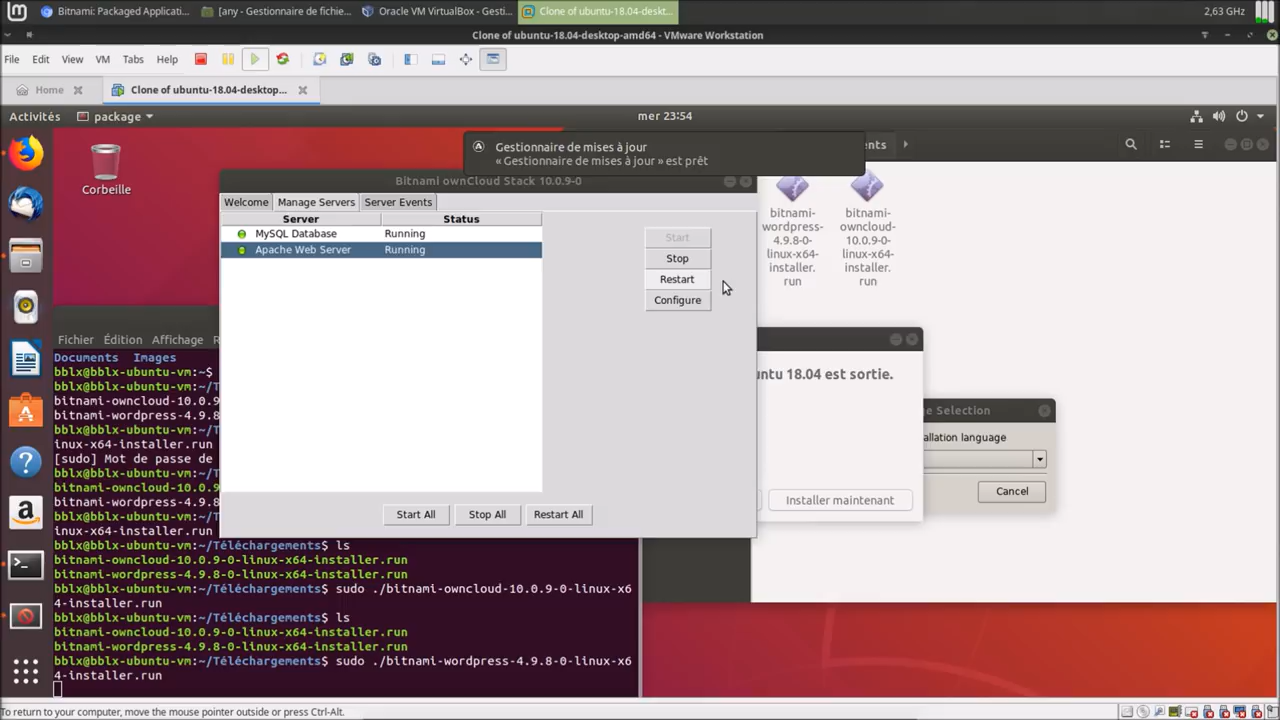 Bitnami: Packaged Applicati...
[any - Gestionnaire de fichie...
Oracle VM VirtualBox - Gesti...
Clone of ubuntu-18.04-deskt...
2,63 GHz
Clone of ubuntu-18.04-desktop-amd64 - VMware Workstation
File Edit View VM Tabs Help
Home
Clone of ubuntu-18.04-desktop...
Activités
package
mer 23:54
Gestionnaire de mises à jour
« Gestionnaire de mises à jour » est prêt
ents
Corbeille
Bitnami ownCloud Stack 10.0.9-0
Welcome Manage Servers Server Events
Server Status
MySQL Database Running
Apache Web Server Running
Start
Stop
Restart
Configure
Start All Stop All Restart All
bitnami-
wordpress-
4.9.8-0-
linux-x64-
installer.
run
bitnami-
owncloud-
10.0.9-0-
linux-x64-
installer.
run
untu 18.04 est sortie.
Installer maintenant
ge Selection
allation language
Cancel
Fichier Édition Affichage R
Documents Images
bblx@bblx-ubuntu-vm:~$
bblx@bblx-ubuntu-vm:~/T
bitnami-owncloud-10.0.9
bitnami-wordpress-4.9.8
bblx@bblx-ubuntu-vm:~/T
inux-x64-installer.run
[sudo] Mot de passe de
bblx@bblx-ubuntu-vm:~/T
bitnami-owncloud-10.0.9
bitnami-wordpress-4.9.8
bblx@bblx-ubuntu-vm:~/T
inux-x64-installer.run
bblx@bblx-ubuntu-vm:~/Téléchargements$ ls
bitnami-owncloud-10.0.9-0-linux-x64-installer.run
bitnami-wordpress-4.9.8-0-linux-x64-installer.run
bblx@bblx-ubuntu-vm:~/Téléchargements$ sudo ./bitnami-owncloud-10.0.9-0-linux-x6
4-installer.run
bblx@bblx-ubuntu-vm:~/Téléchargements$ ls
bitnami-owncloud-10.0.9-0-linux-x64-installer.run
bitnami-wordpress-4.9.8-0-linux-x64-installer.run
bblx@bblx-ubuntu-vm:~/Téléchargements$ sudo ./bitnami-wordpress-4.9.8-0-linux-x6
4-installer.run
To return to your computer, move the mouse pointer outside or press Ctrl-Alt.